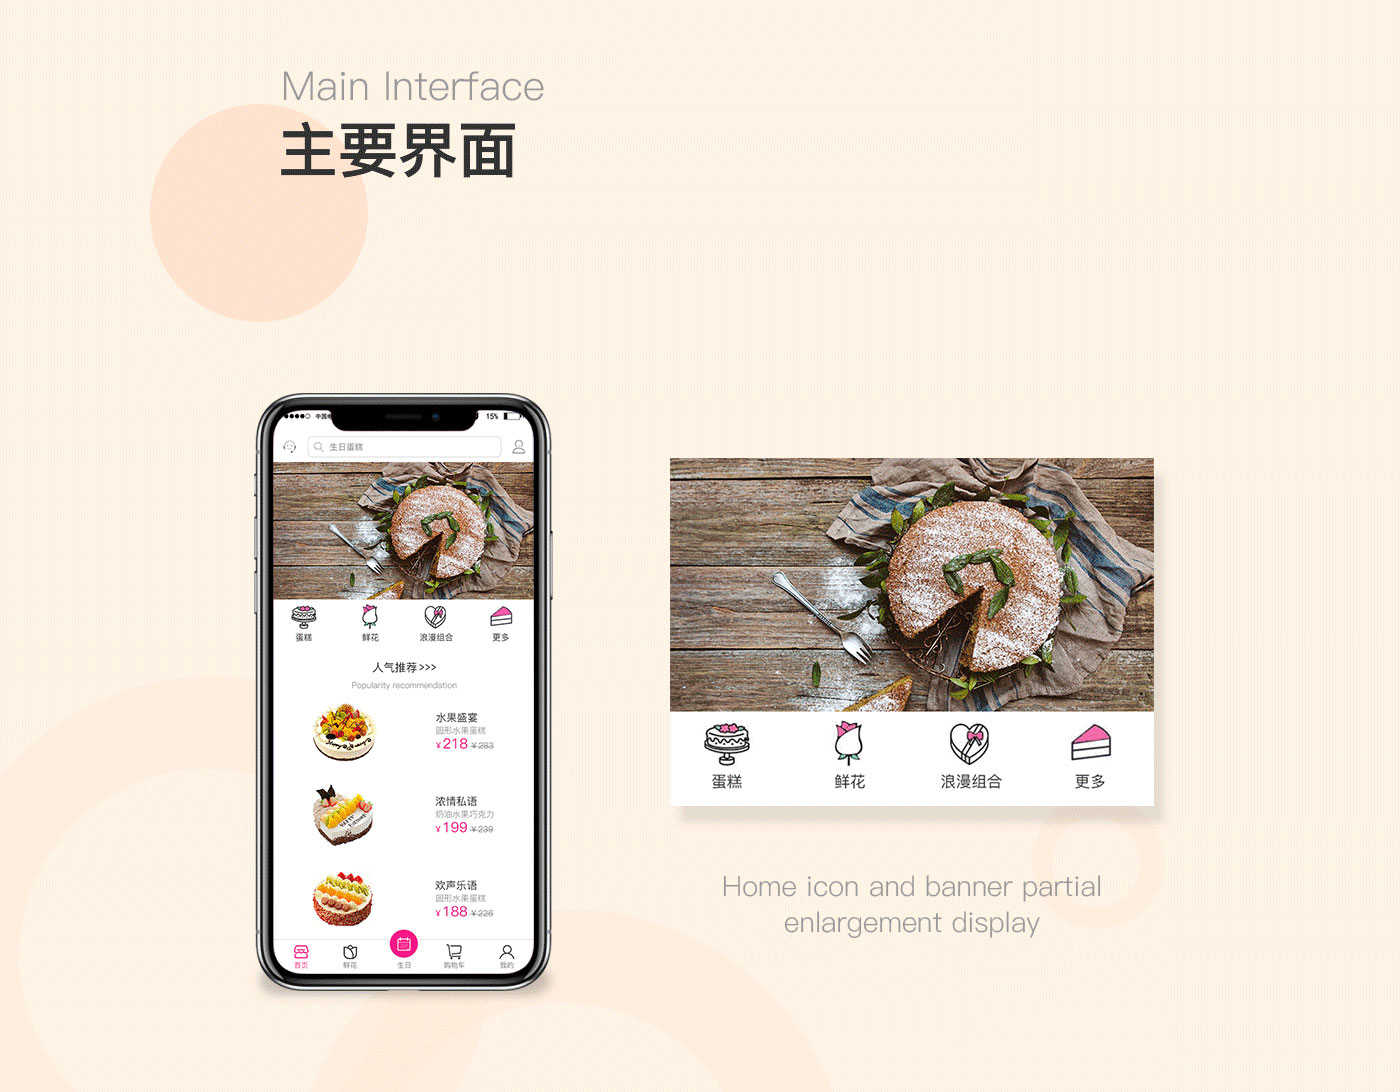 Main Interface
主要界面
15%
生日蛋糕
蛋糕
鲜花
浪漫组合
更多
人气推荐>>>
Popularity recommendation
水果盛宴
圆形水果蛋糕
¥218 ¥283
浓情私语
奶油水果巧克力
¥199 ¥239
欢声乐语
圆形水果蛋糕
¥188 ¥226
首页
鲜花
生日
购物车
我的
蛋糕
鲜花
浪漫组合
更多
Home icon and banner partial
enlargement display